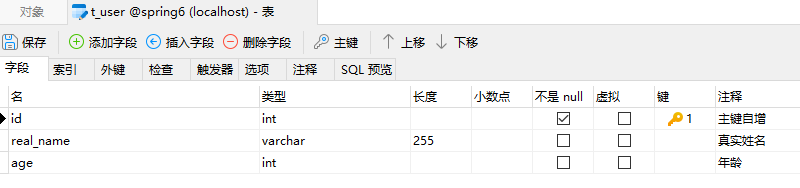 对象 t_user @spring6 (localhost) - 表
保存 添加字段 插入字段 删除字段 主键 上移 下移
字段 索引 外键 检查 触发器 选项 注释 SQL 预览
名 类型 长度 小数点 不是 null 虚拟 键 注释
id int 1 主键自增
real_name varchar 255 真实姓名
age int 年龄